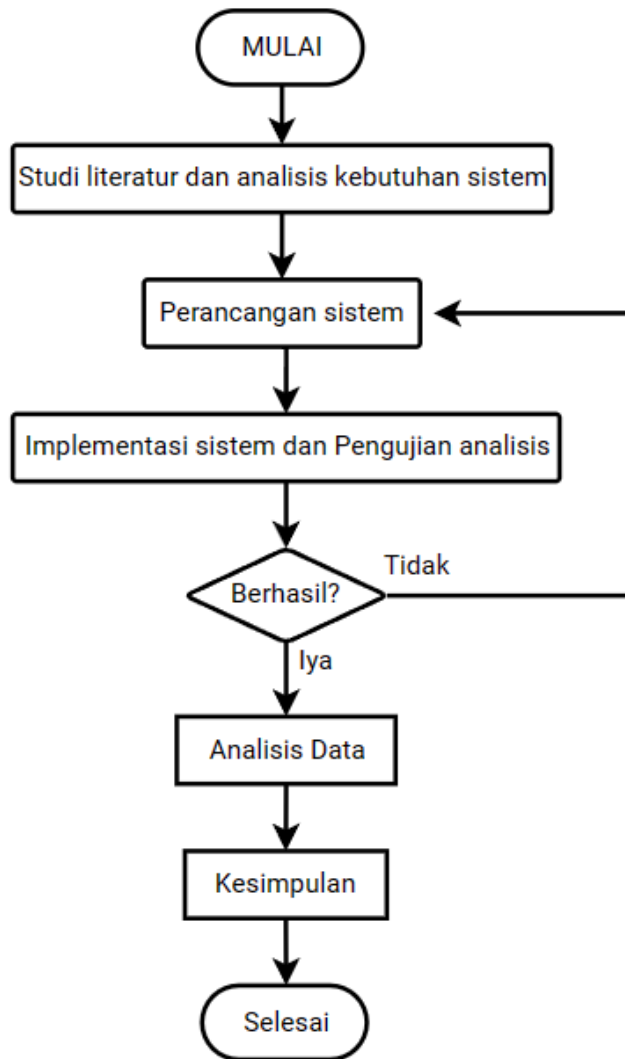 MULAI
Studi literatur dan analisis kebutuhan sistem
Perancangan sistem
Implementasi sistem dan Pengujian analisis
Berhasil?
Tidak
Iya
Analisis Data
Kesimpulan
Selesai